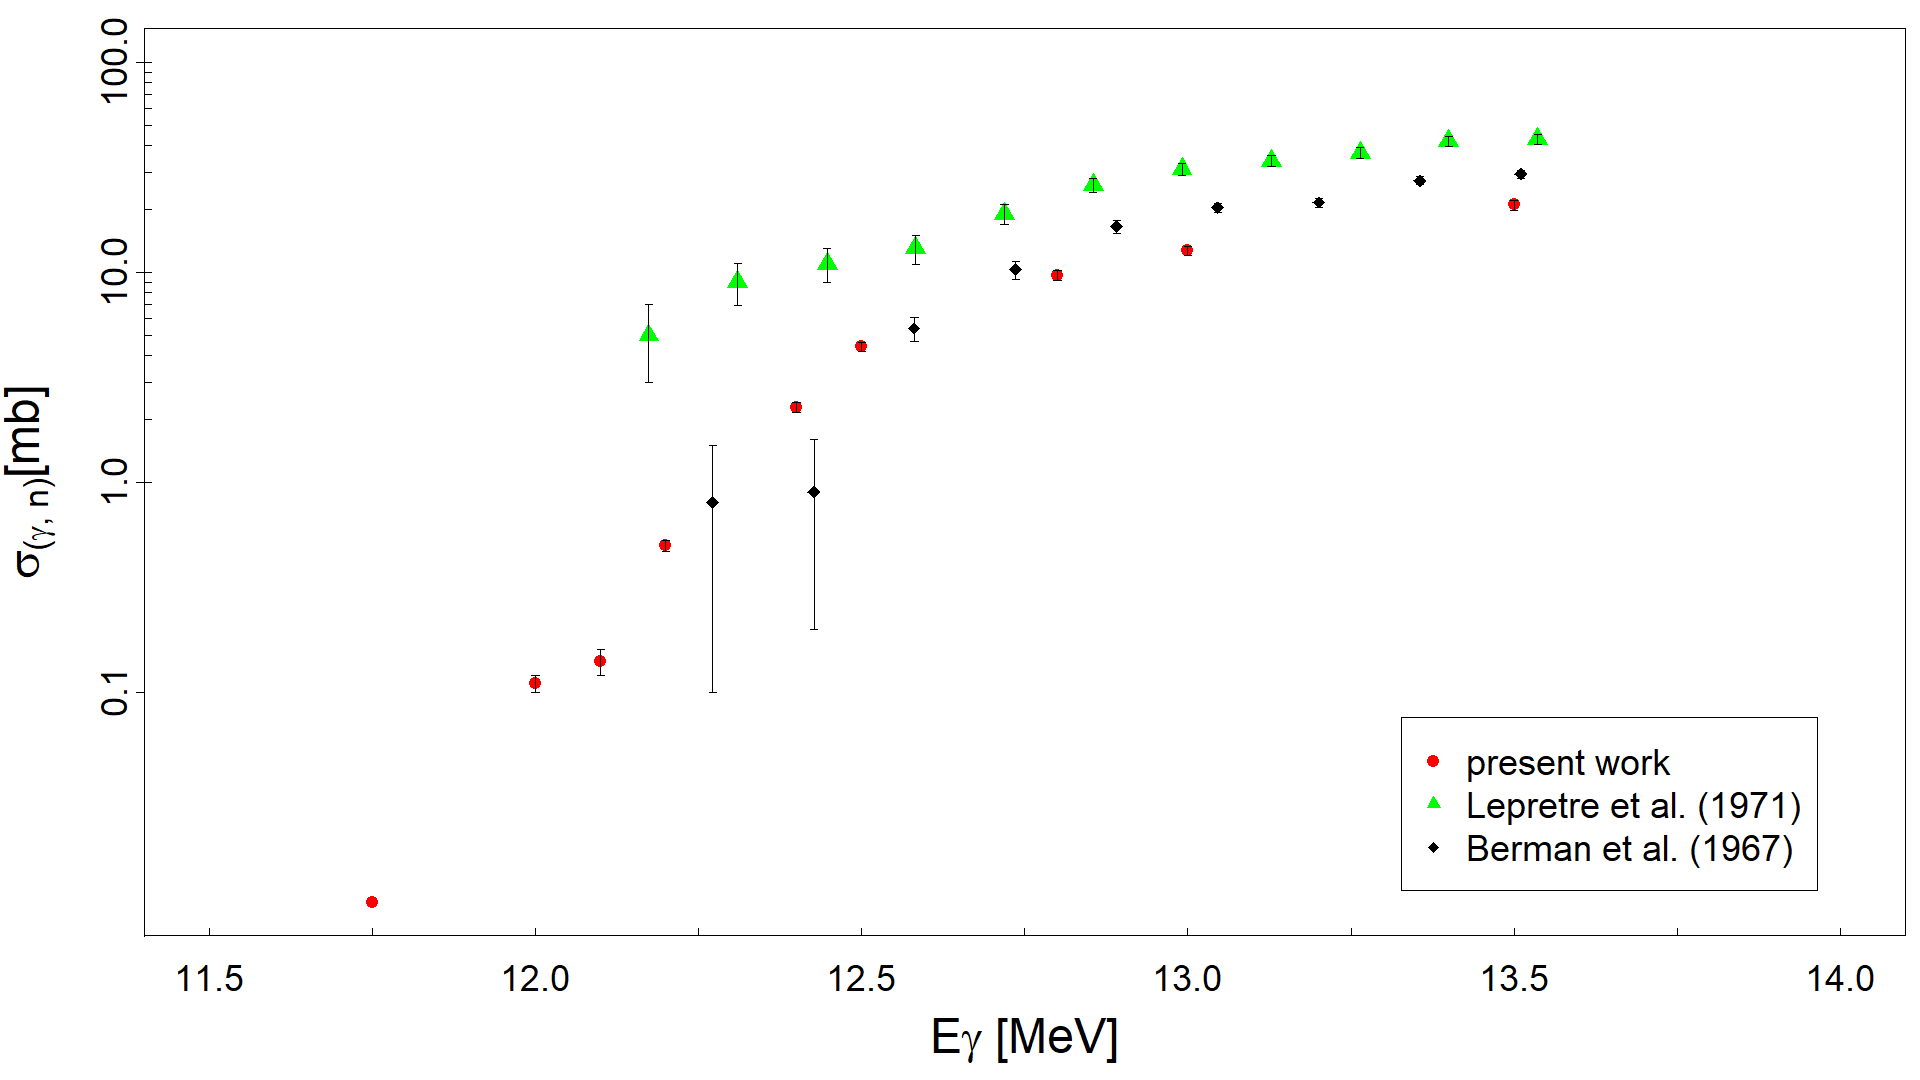 100.0
10.0
1.0
0.1
σ(γ, n)[mb]
present work
Lepretre et al. (1971)
Berman et al. (1967)
11.5 12.0 12.5 13.0 13.5 14.0
Eγ [MeV]